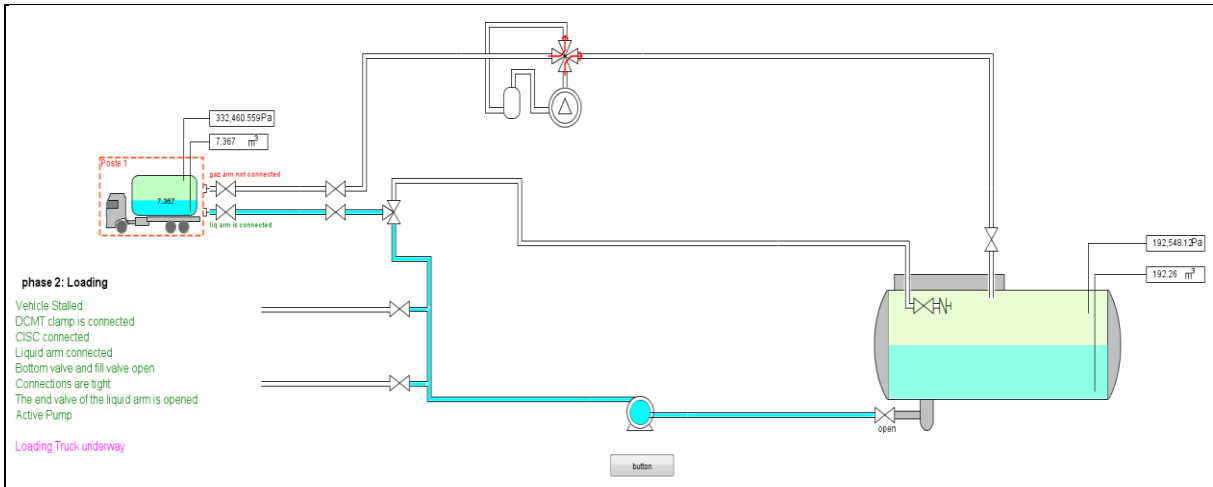 332,460.559Pa
7.367 m³
Poste 1
gaz arm not connected
7.367
liq arm is connected
192,548.12Pa
192.26 m³
phase 2: Loading
Vehicle Stalled
DCMT clamp is connected
CISC connected
Liquid arm connected
Bottom valve and fill valve open
Connections are tight
The end valve of the liquid arm is opened
Active Pump
open
Loading Truck underway
button